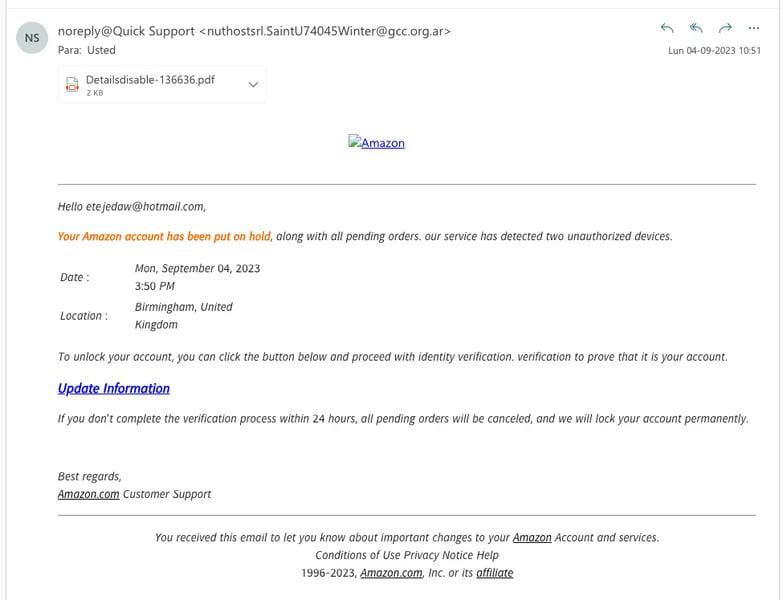 NS
noreply@Quick Support <nuthostsrl.SaintU74045Winter@gcc.org.ar>
Para: Usted
Lun 04-09-2023 10:51
Detailsdisable-136636.pdf
2 KB
Amazon
Hello etejedaw@hotmail.com,
Your Amazon account has been put on hold, along with all pending orders. our service has detected two unauthorized devices.
Date :
Mon, September 04, 2023
3:50 PM
Location :
Birmingham, United
Kingdom
To unlock your account, you can click the button below and proceed with identity verification. verification to prove that it is your account.
Update Information
If you don't complete the verification process within 24 hours, all pending orders will be canceled, and we will lock your account permanently.
Best regards,
Amazon.com Customer Support
You received this email to let you know about important changes to your Amazon Account and services.
Conditions of Use Privacy Notice Help
1996-2023, Amazon.com, Inc. or its affiliate